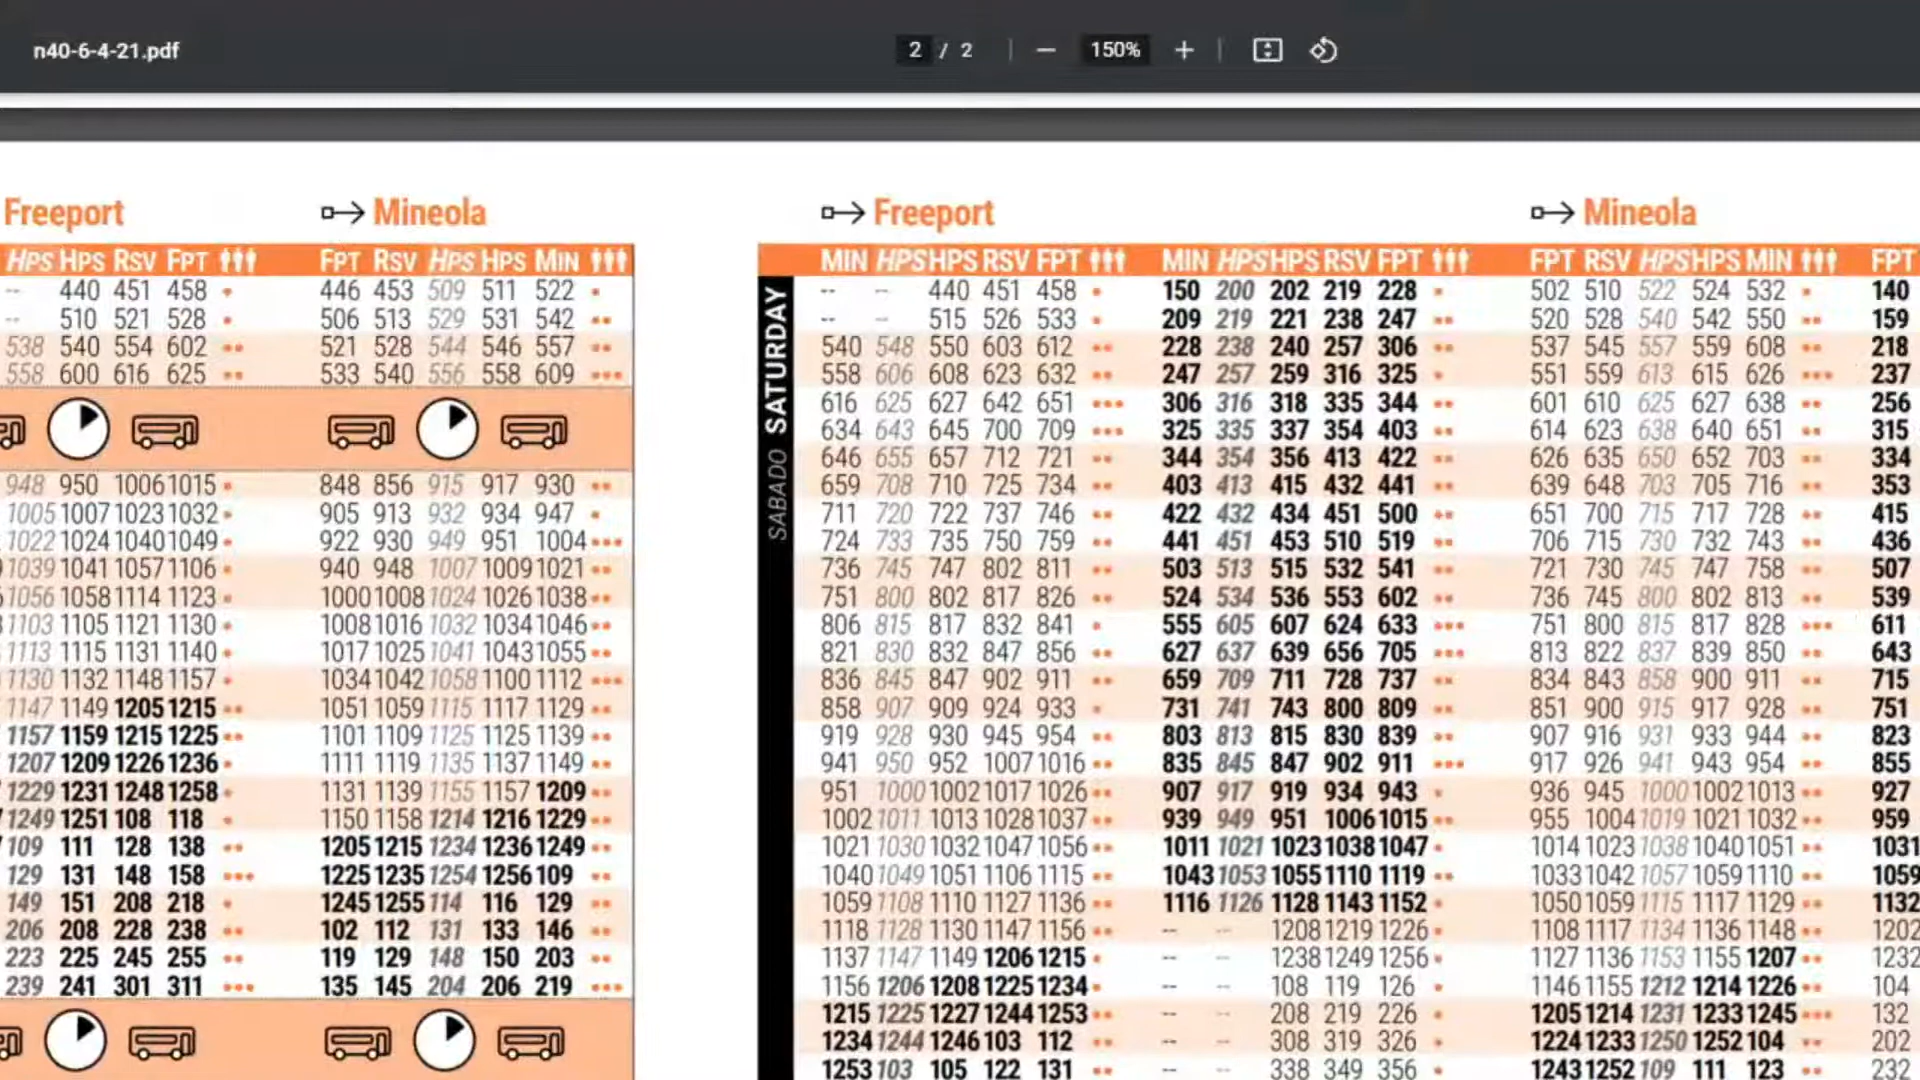 n40-6-4-21.pdf
2 / 2
150%
Freeport Mineola
HPS HPS RSV FPT FPT RSV HPS HPS MIN
-- 440 451 458 446 453 509 511 522
-- 510 521 528 506 513 529 531 542
538 540 554 602 521 528 544 546 557
558 600 616 625 533 540 556 558 609
948 950 1006 1015 848 856 915 917 930
1005 1007 1023 1032 905 913 932 934 947
1022 1024 1040 1049 922 930 949 951 1004
1039 1041 1057 1106 940 948 1007 1009 1021
1056 1058 1114 1123 1000 1008 1024 1026 1038
1103 1105 1121 1130 1008 1016 1032 1034 1046
1113 1115 1131 1140 1017 1025 1041 1043 1055
1130 1132 1148 1157 1034 1042 1058 1100 1112
1147 1149 1205 1215 1051 1059 1115 1117 1129
1157 1159 1215 1225 1101 1109 1125 1125 1139
1207 1209 1226 1236 1111 1119 1135 1137 1149
1229 1231 1248 1258 1131 1139 1155 1157 1209
1249 1251 108 118 1150 1158 1214 1216 1229
109 111 128 138 1205 1215 1234 1236 1249
129 131 148 158 1225 1235 1254 1256 109
149 151 208 218 1245 1255 114 116 129
206 208 228 238 102 112 131 133 146
223 225 245 255 119 129 148 150 203
239 241 301 311 135 145 204 206 219
SABADO SATURDAY
Freeport Mineola
MIN HPS HPS RSV FPT MIN HPS HPS RSV FPT FPT RSV HPS HPS MIN FPT
-- -- 440 451 458 150 200 202 219 228 502 510 522 524 532 140
-- -- 515 526 533 209 219 221 238 247 520 528 540 542 550 159
540 548 550 603 612 228 238 240 257 306 537 545 557 559 608 218
558 606 608 623 632 247 257 259 316 325 551 559 613 615 626 237
616 625 627 642 651 306 316 318 335 344 601 610 625 627 638 256
634 643 645 700 709 325 335 337 354 403 614 623 638 640 651 315
646 655 657 712 721 344 354 356 413 422 626 635 650 652 703 334
659 708 710 725 734 403 413 415 432 441 639 648 703 705 716 353
711 720 722 737 746 422 432 434 451 500 651 700 715 717 728 415
724 733 735 750 759 441 451 453 510 519 706 715 730 732 743 436
736 745 747 802 811 503 513 515 532 541 721 730 745 747 758 507
751 800 802 817 826 524 534 536 553 602 736 745 800 802 813 539
806 815 817 832 841 555 605 607 624 633 751 800 815 817 828 611
821 830 832 847 856 627 637 639 656 705 813 822 837 839 850 643
836 845 847 902 911 659 709 711 728 737 834 843 858 900 911 715
858 907 909 924 933 731 741 743 800 809 851 900 915 917 928 751
919 928 930 945 954 803 813 815 830 839 907 916 931 933 944 823
941 950 952 1007 1016 835 845 847 902 911 917 926 941 943 954 855
951 1000 1002 1017 1026 907 917 919 934 943 936 945 1000 1002 1013 927
1002 1011 1013 1028 1037 939 949 951 1006 1015 955 1004 1019 1021 1032 959
1021 1030 1032 1047 1056 1011 1021 1023 1038 1047 1014 1023 1038 1040 1051 1031
1040 1049 1051 1106 1115 1043 1053 1055 1110 1119 1033 1042 1057 1059 1110 1059
1059 1108 1110 1127 1136 1116 1126 1128 1143 1152 1050 1059 1115 1117 1129 1132
1118 1128 1130 1147 1156 -- -- 1208 1219 1226 1108 1117 1134 1136 1148 1202
1137 1147 1149 1206 1215 -- -- 1238 1249 1256 1127 1136 1153 1155 1207 1232
1156 1206 1208 1225 1234 -- -- 108 119 126 1146 1155 1212 1214 1226 104
1215 1225 1227 1244 1253 -- -- 208 219 226 1205 1214 1231 1233 1245 132
1234 1244 1246 103 112 -- -- 308 319 326 1224 1233 1250 1252 104 202
1253 103 105 122 131 -- -- 338 349 356 1243 1252 109 111 123 232